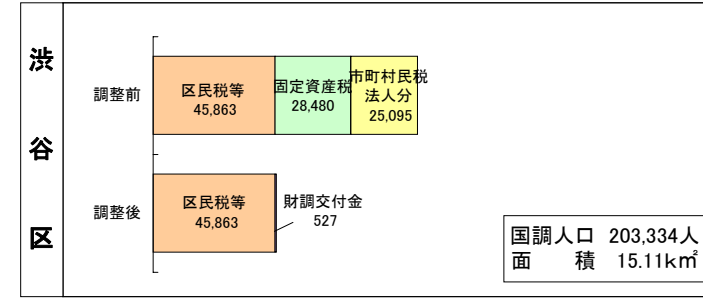 渋谷区
調整前
区民税等
45,863
固定資産税
28,480
市町村民税
法人分
25,095
調整後
区民税等
45,863
財調交付金
527
国調人口 203,334人
面 積 15.11k㎡